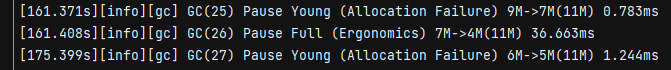 [161.371s][info][gc] GC(25) Pause Young (Allocation Failure) 9M->7M(11M) 0.783ms
[161.408s][info][gc] GC(26) Pause Full (Ergonomics) 7M->4M(11M) 36.663ms
[175.399s][info][gc] GC(27) Pause Young (Allocation Failure) 6M->5M(11M) 1.244ms